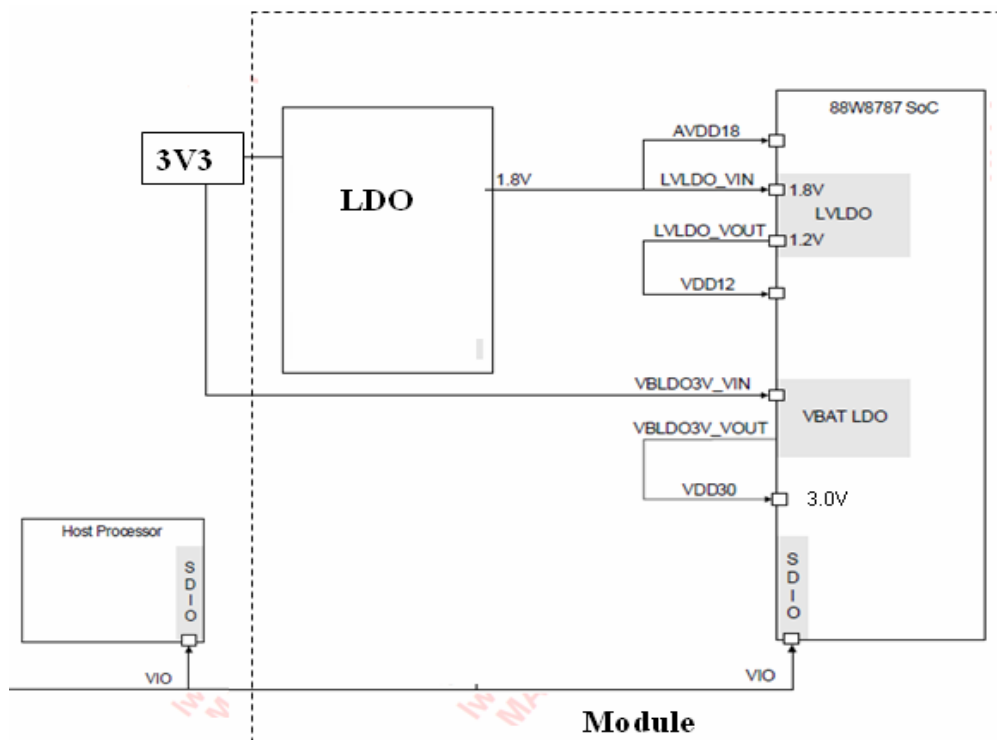 88W8787 SoC
AVDD18
3V3
LDO
1.8V
LVLDO_VIN
1.8V
LVLDO
LVLDO_VOUT
1.2V
VDD12
VBLDO3V_VIN
VBAT LDO
VBLDO3V_VOUT
VDD30
3.0V
Host Processor
SDIO
SDIO
VIO
VIO
Module